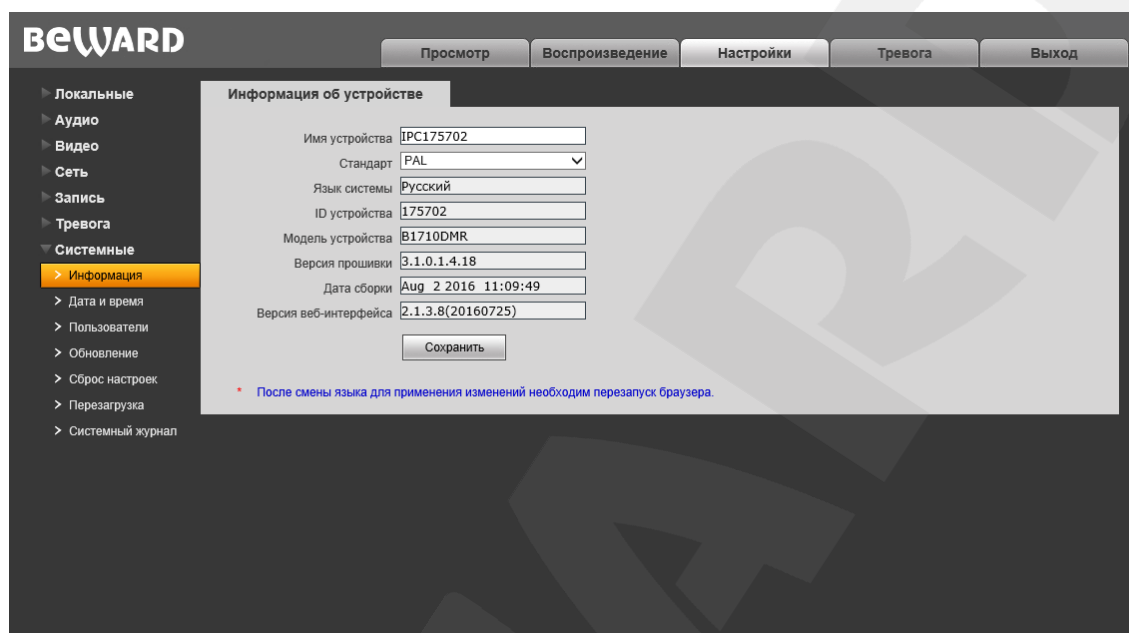 BEWARD
Просмотр Воспроизведение Настройки Тревога Выход
Локальные
Аудио
Видео
Сеть
Запись
Тревога
Системные
Информация
Дата и время
Пользователи
Обновление
Сброс настроек
Перезагрузка
Системный журнал
Информация об устройстве
Имя устройства IPC175702
Стандарт PAL
Язык системы Русский
ID устройства 175702
Модель устройства B1710DMR
Версия прошивки 3.1.0.1.4.18
Дата сборки Aug 2 2016 11:09:49
Версия веб-интерфейса 2.1.3.8(20160725)
Сохранить
* После смены языка для применения изменений необходим перезапуск браузера.